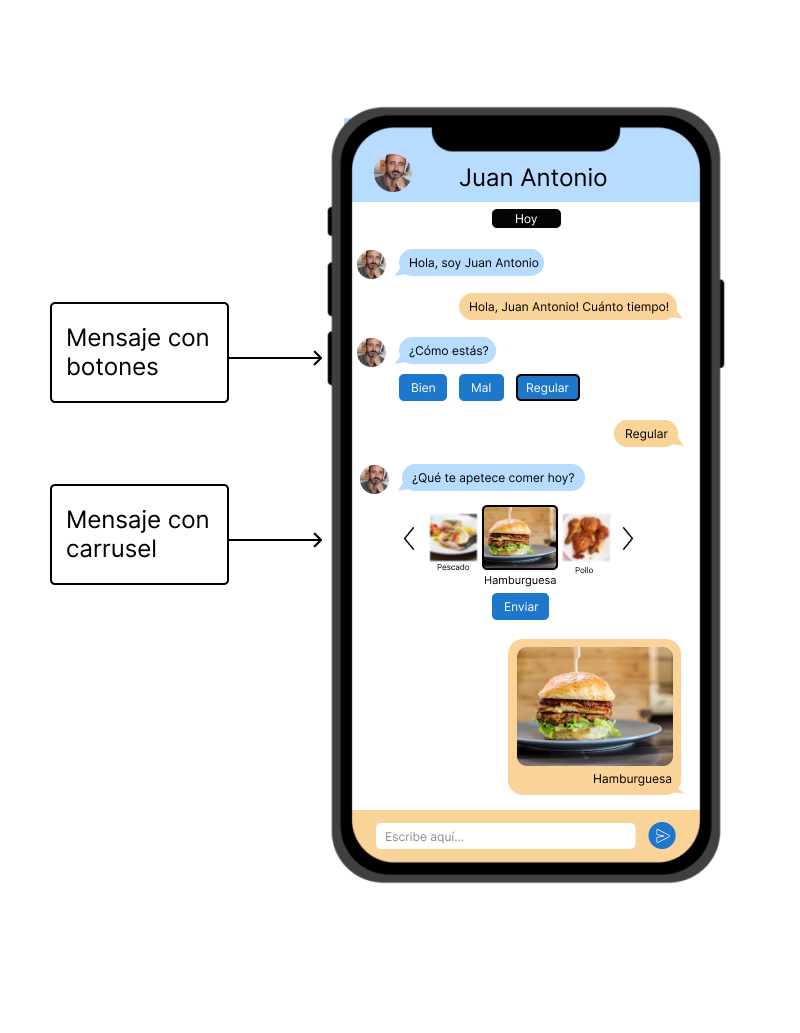 Juan Antonio
Hoy
Hola, soy Juan Antonio
Hola, Juan Antonio! Cuánto tiempo!
Mensaje con
botones
¿Cómo estás?
Bien Mal Regular
Regular
¿Qué te apetece comer hoy?
Mensaje con
carrusel
Pescado
Hamburguesa
Pollo
Enviar
Hamburguesa
Escribe aquí...